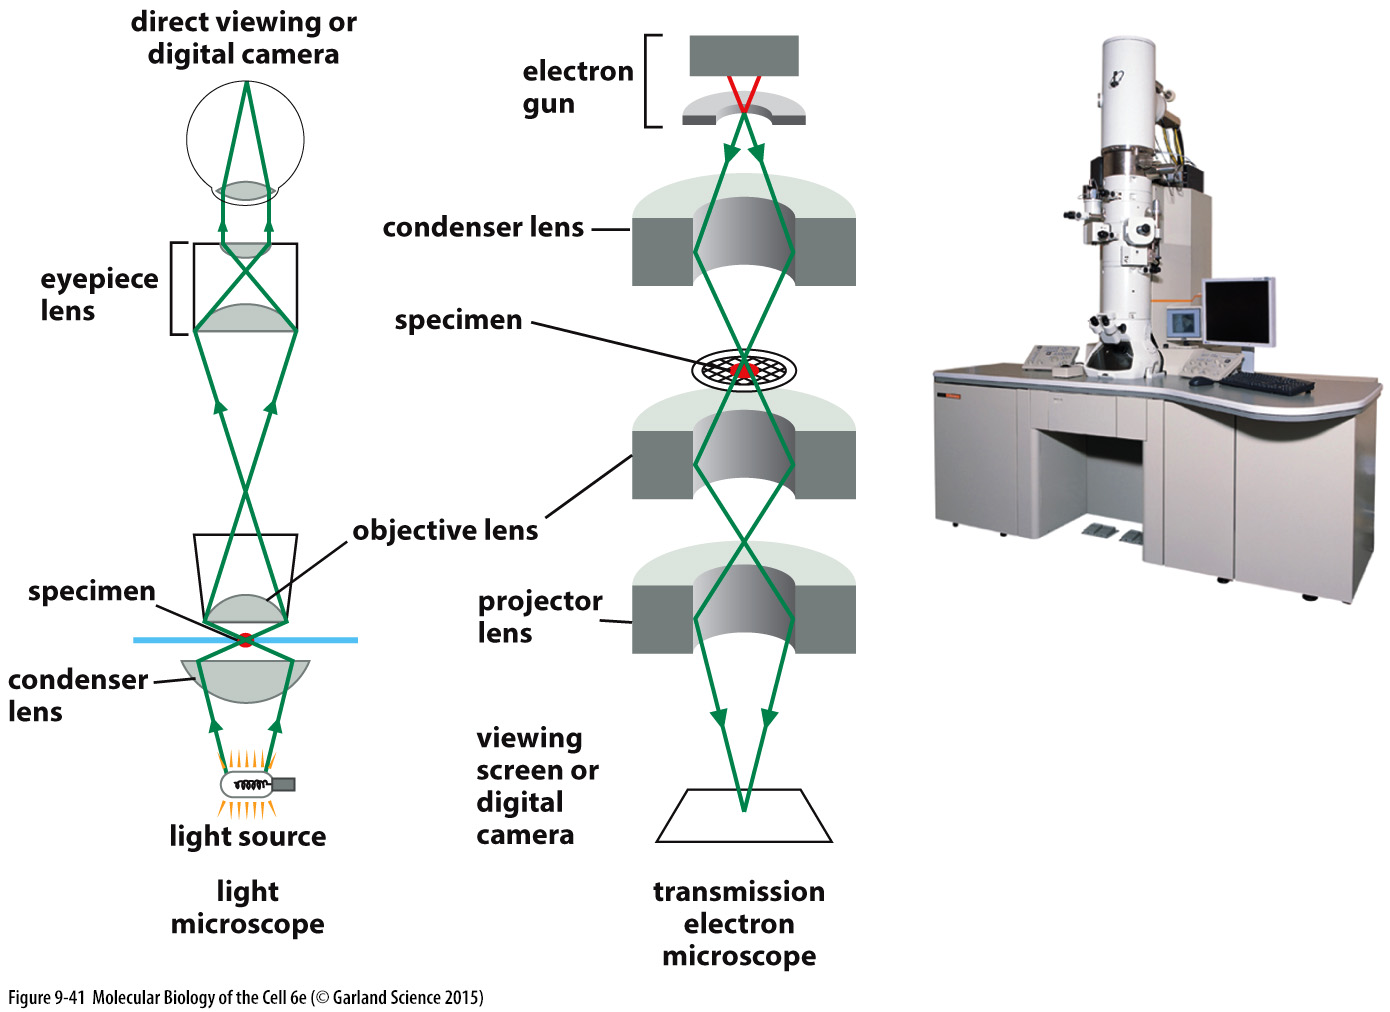 direct viewing or
digital camera
eyepiece
lens
objective lens
specimen
condenser
lens
light source
light
microscope
electron
gun
condenser lens
specimen
projector
lens
viewing
screen or
digital
camera
transmission
electron
microscope
Figure 9-41 Molecular Biology of the Cell 6e (© Garland Science 2015)